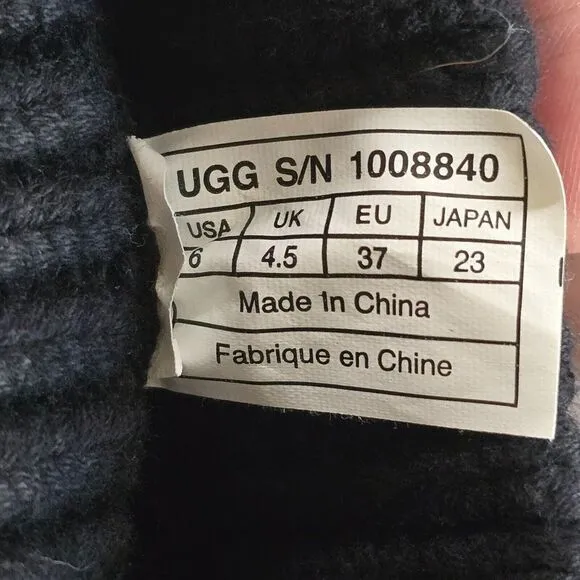 UGG S/N 1008840
USA UK EU JAPAN
6 4.5 37 23
Made In China
Fabrique en Chine